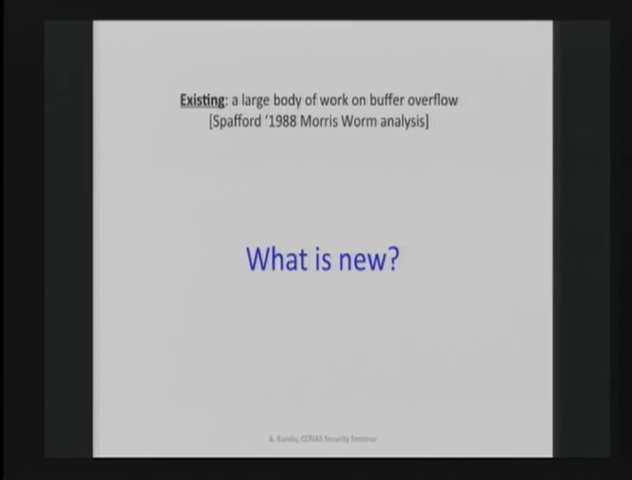 Existing: a large body of work on buffer overflow
[Spafford '1988 Morris Worm analysis]
What is new?
A. Kundu, CERIAS Security Seminar